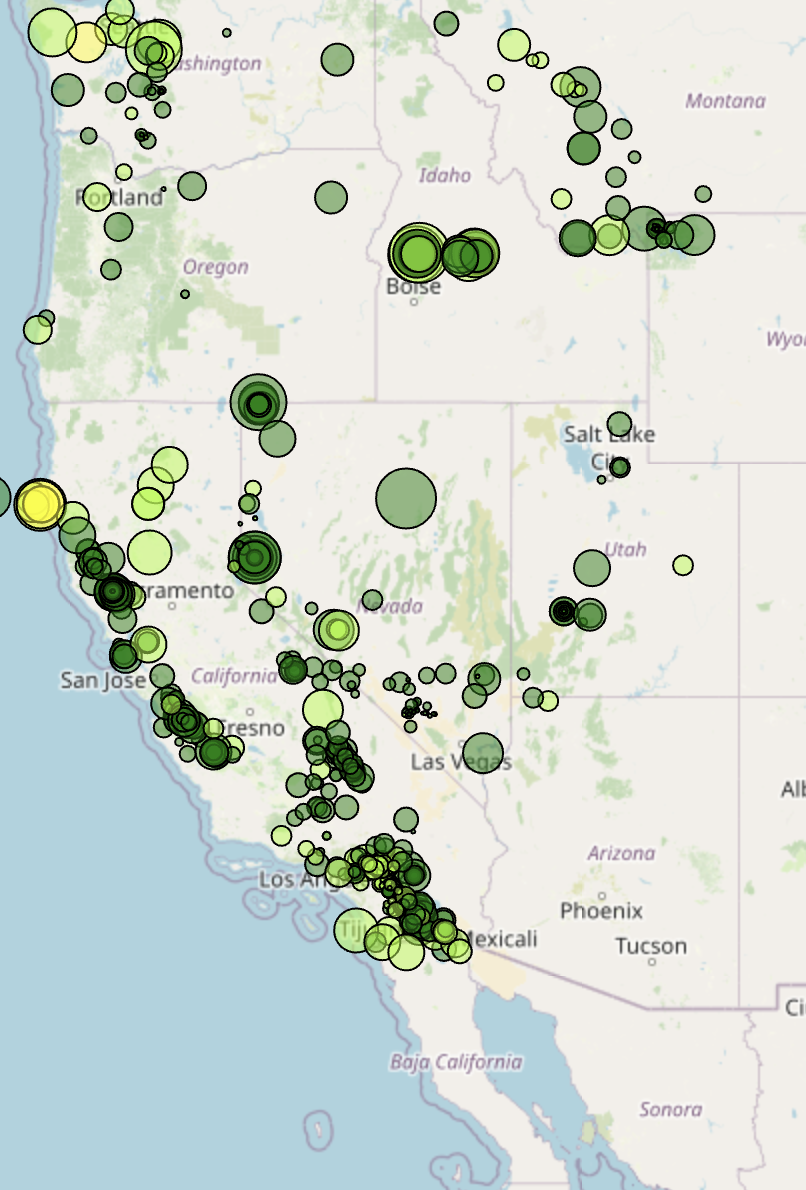 ashington
Montana
Idaho
Portland
Oregon
Boise
Wyo
Salt Lake
City
Utah
ramento
Nevada
San Jose
California
Fresno
Las Vegas
Alb
Arizona
Los Ang
Phoenix
Mexicali
Tucson
Ci
Baja California
Sonora